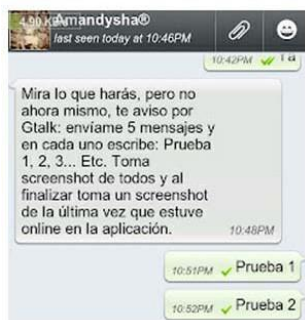 4.90 K
Amandysha®
last seen today at 10:46PM
10:42PM
Mira lo que harás, pero no
ahora mismo, te aviso por
Gtalk: envíame 5 mensajes y
en cada uno escribe: Prueba
1, 2, 3... Etc. Toma
screenshot de todos y al
finalizar toma un screenshot
de la última vez que estuve
online en la aplicación.
10:48PM
10:51PM Prueba 1
10:52PM Prueba 2